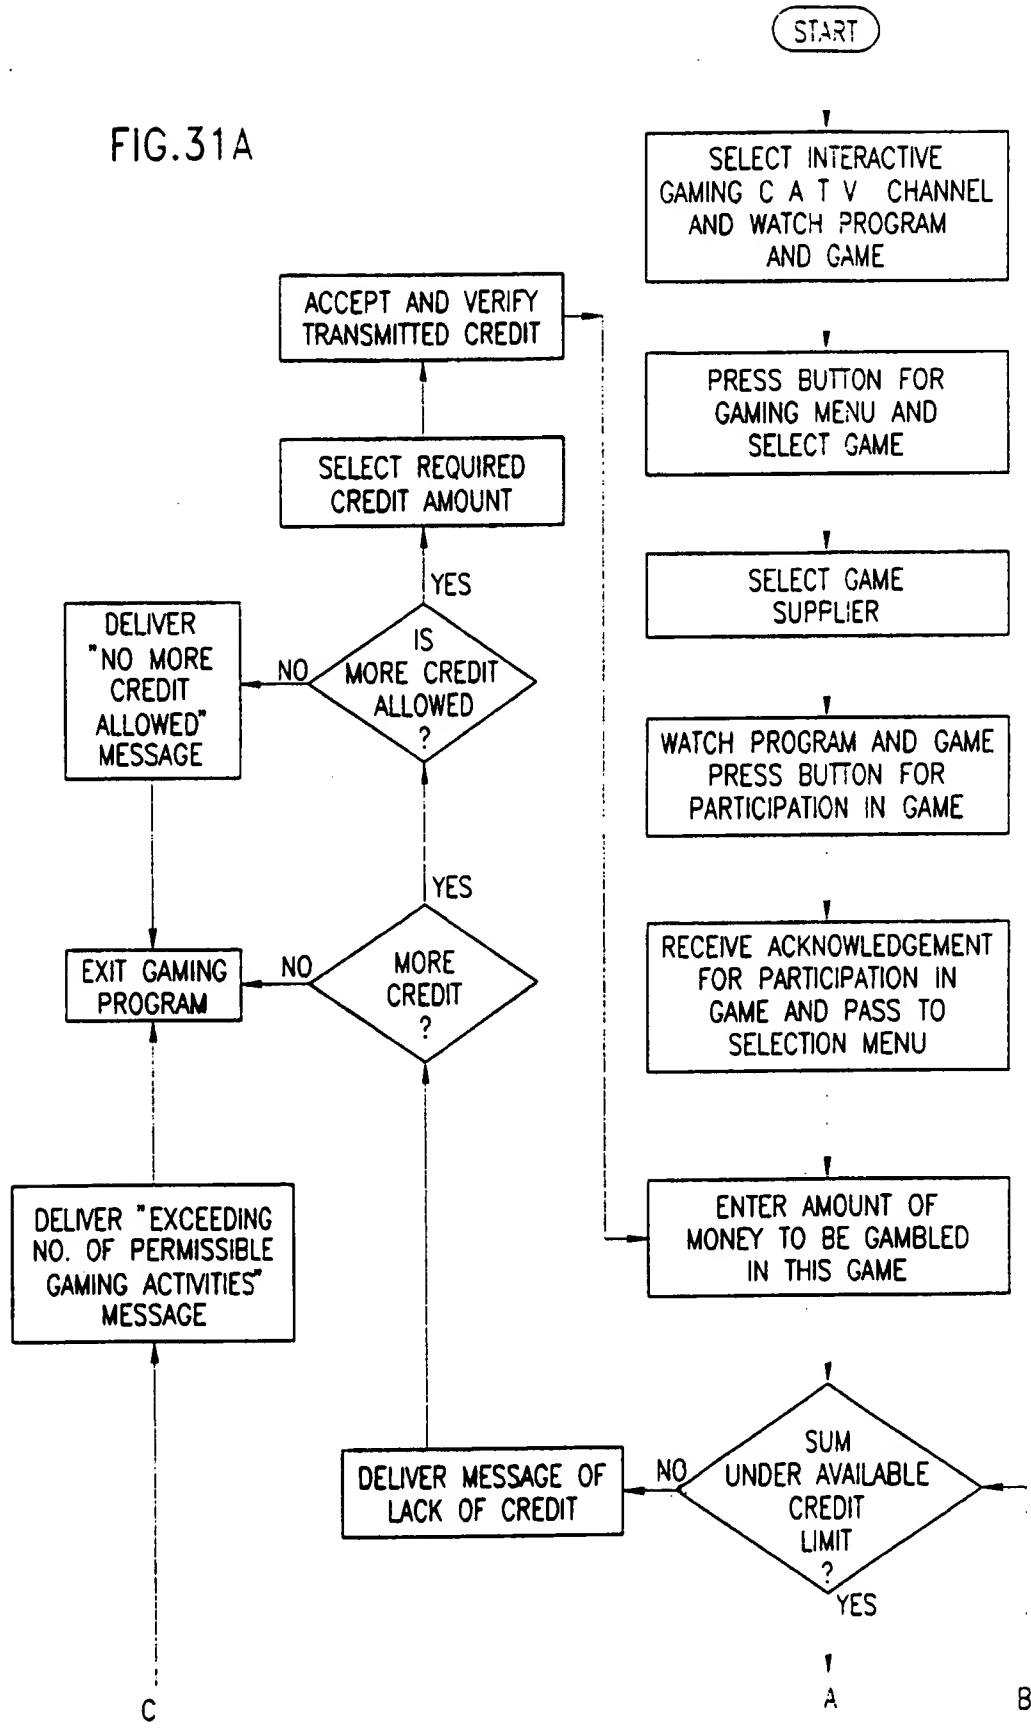 START
FIG.31A
SELECT INTERACTIVE
GAMING C A T V CHANNEL
AND WATCH PROGRAM
AND GAME
ACCEPT AND VERIFY
TRANSMITTED CREDIT
PRESS BUTTON FOR
GAMING MENU AND
SELECT GAME
SELECT REQUIRED
CREDIT AMOUNT
SELECT GAME
SUPPLIER
YES
DELIVER
"NO MORE
CREDIT
ALLOWED"
MESSAGE
NO
IS
MORE CREDIT
ALLOWED
?
WATCH PROGRAM AND GAME
PRESS BUTTON FOR
PARTICIPATION IN GAME
YES
EXIT GAMING
PROGRAM
NO
MORE
CREDIT
?
RECEIVE ACKNOWLEDGEMENT
FOR PARTICIPATION IN
GAME AND PASS TO
SELECTION MENU
DELIVER "EXCEEDING
NO. OF PERMISSIBLE
GAMING ACTIVITIES"
MESSAGE
ENTER AMOUNT OF
MONEY TO BE GAMBLED
IN THIS GAME
DELIVER MESSAGE OF
LACK OF CREDIT
NO
SUM
UNDER AVAILABLE
CREDIT
LIMIT
?
YES
C
A
B